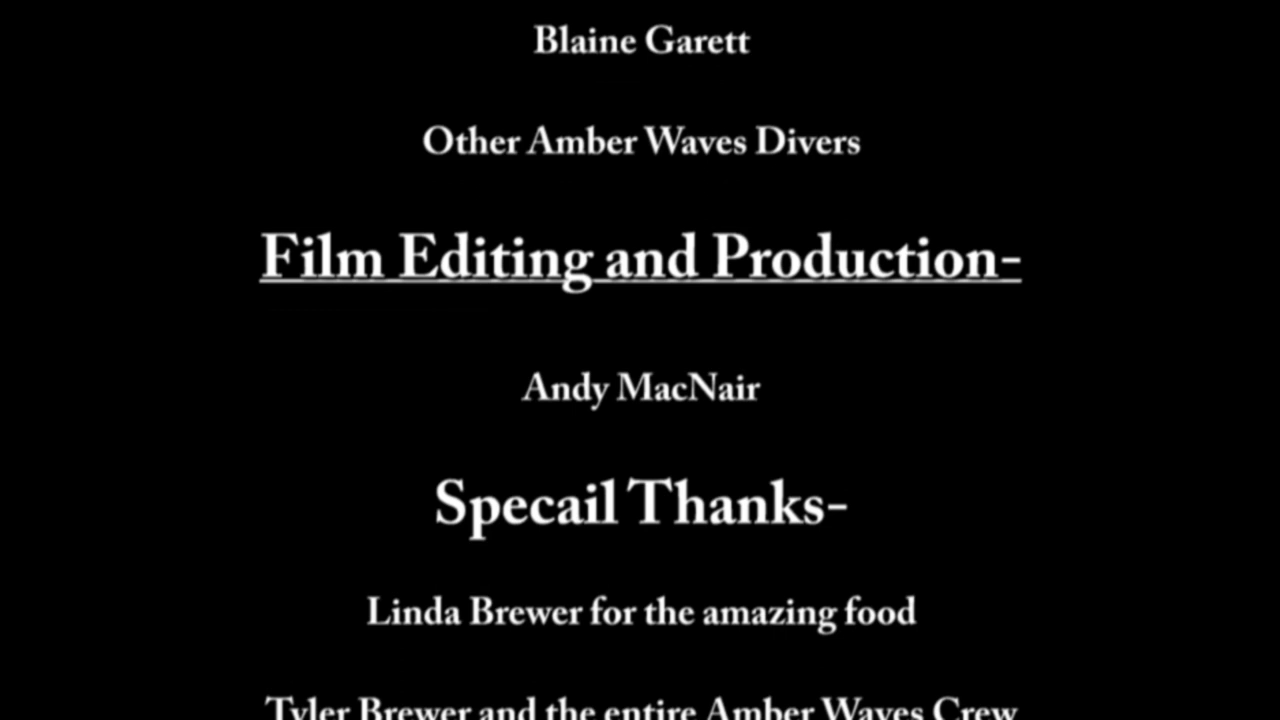 Blaine Garett
Other Amber Waves Divers
Film Editing and Production-
Andy MacNair
Specail Thanks-
Linda Brewer for the amazing food
Tyler Brewer and the entire Amber Waves Crew